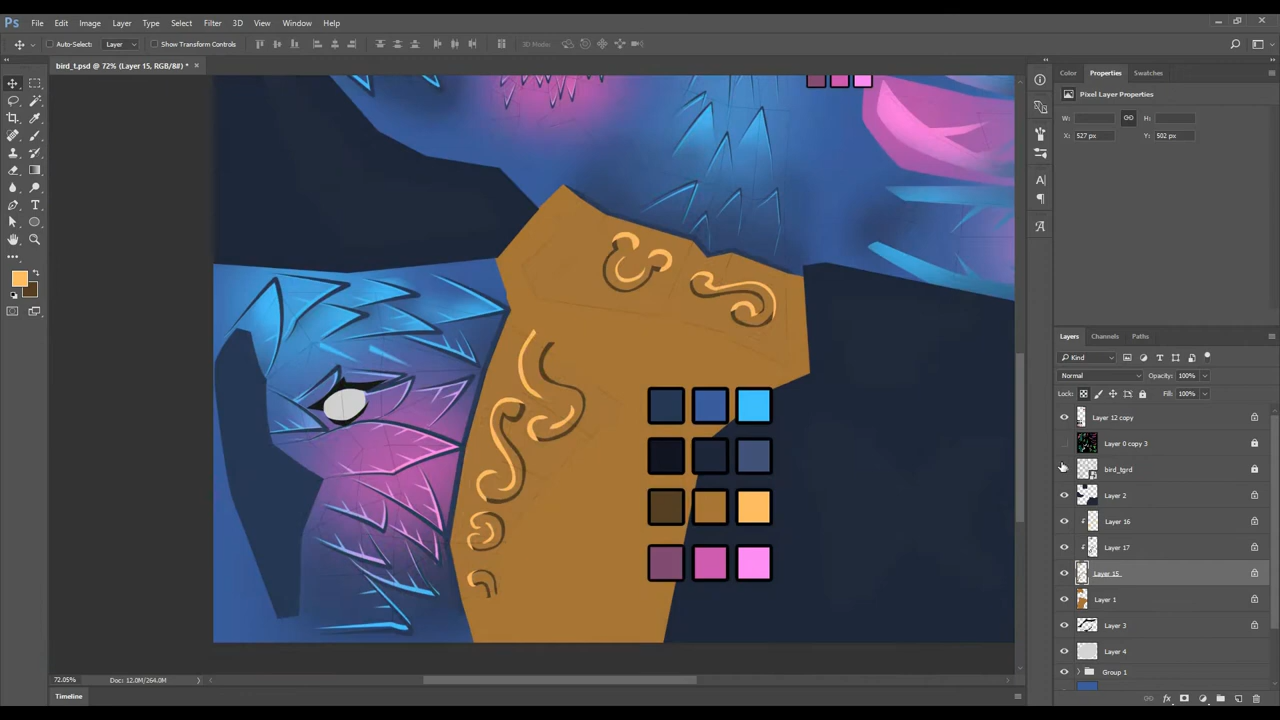 Ps File Edit Image Layer Type Select Filter 3D View Window Help
Auto-Select: Layer Show Transform Controls 3D Mode:
bird_t.psd @ 72% (Layer 15, RGB/8#) *
Color Properties Swatches
Pixel Layer Properties
W: H:
X: 527 px Y: 502 px
Layers Channels Paths
Kind
Normal Opacity: 100%
Lock: Fill: 100%
Layer 12 copy
Layer 0 copy 3
bird_tgrd
Layer 2
Layer 16
Layer 17
Layer 15
Layer 1
Layer 3
Layer 4
Group 1
72.05% Doc: 12.0M/264.0M
Timeline